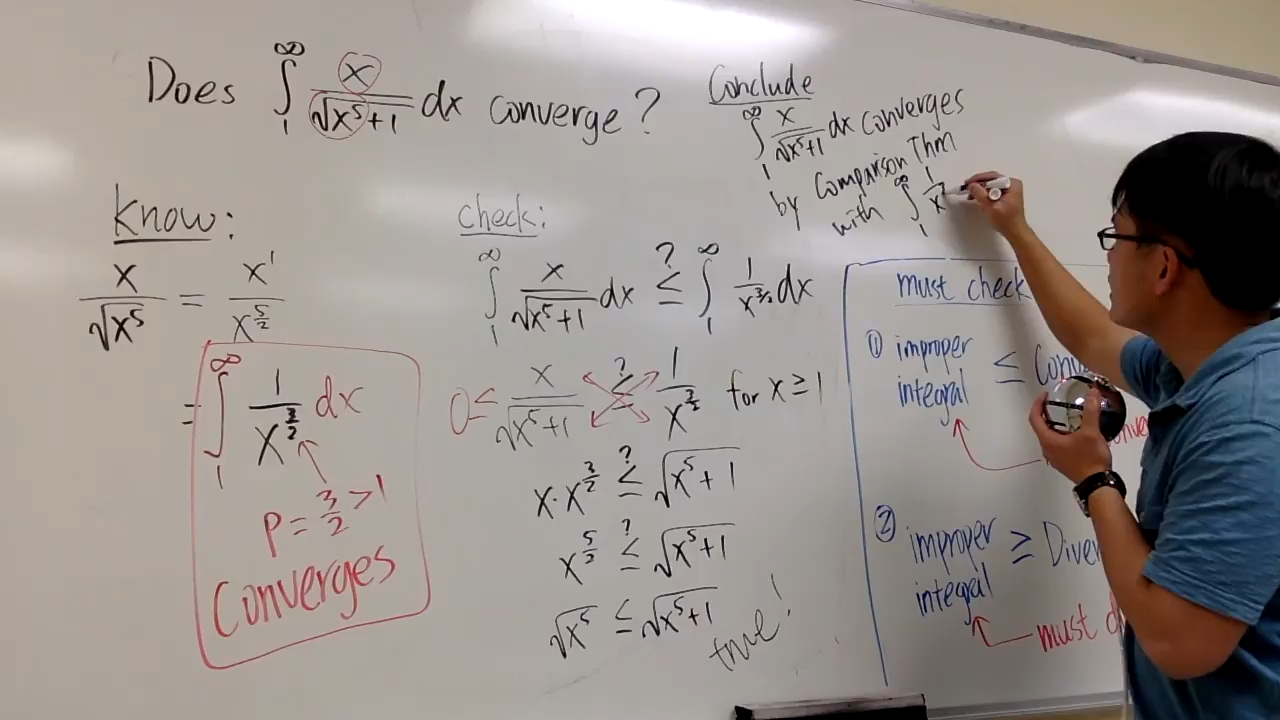 Does ∫₁^∞ x/√(x⁵+1) dx converge?
Know:
x/√x⁵ = x¹/x^(5/2)
= ∫₁^∞ 1/x^(3/2) dx
P = 3/2 > 1
Converges
check:
∫₁^∞ x/√(x⁵+1) dx ≤? ∫₁^∞ 1/x^(3/2) dx
0 ≤ x/√(x⁵+1) ≤? 1/x^(3/2) for x ≥ 1
x · x^(3/2) ≤? √(x⁵+1)
x^(5/2) ≤? √(x⁵+1)
√x⁵ ≤ √(x⁵+1)
true!
Conclude
∫₁^∞ x/√(x⁵+1) dx converges
by Comparison Thm
with ∫₁^∞ 1/x
must check
① improper
integral ≤
② improper
integral ≥
must